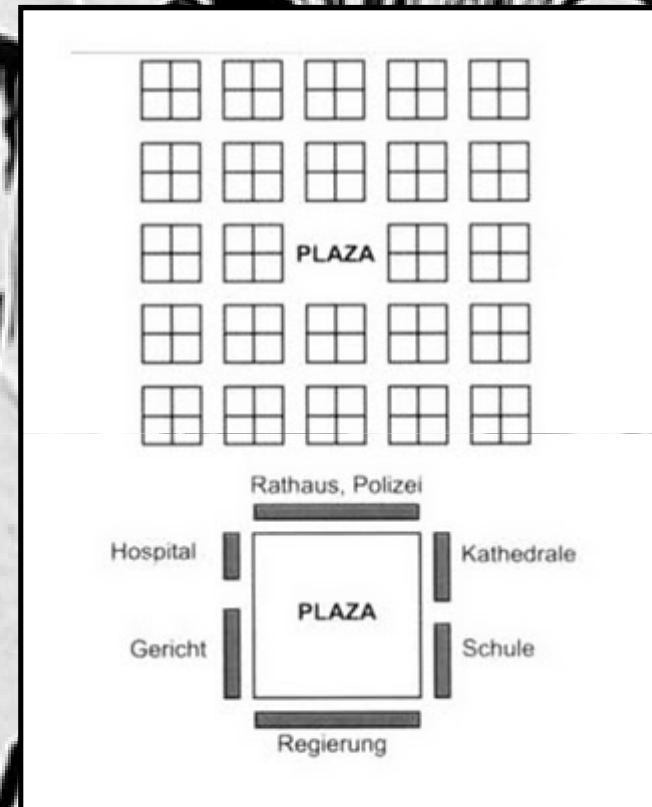 PLAZA
Rathaus, Polizei
Hospital
Kathedrale
PLAZA
Gericht
Schule
Regierung